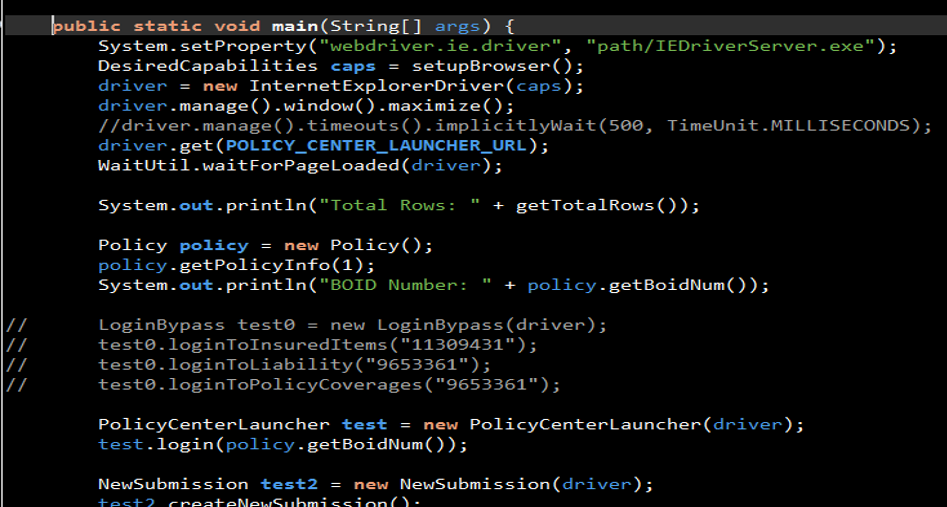 public static void main(String[] args) {
System.setProperty("webdriver.ie.driver", "path/IEDriverServer.exe");
DesiredCapabilities caps = setupBrowser();
driver = new InternetExplorerDriver(caps);
driver.manage().window().maximize();
//driver.manage().timeouts().implicitlyWait(500, TimeUnit.MILLISECONDS);
driver.get(POLICY_CENTER_LAUNCHER_URL);
WaitUtil.waitForPageLoaded(driver);
System.out.println("Total Rows: " + getTotalRows());
Policy policy = new Policy();
policy.getPolicyInfo(1);
System.out.println("BOID Number: " + policy.getBoidNum());
// LoginBypass test0 = new LoginBypass(driver);
// test0.loginToInsuredItems("11309431");
// test0.loginToLiability("9653361");
// test0.loginToPolicyCoverages("9653361");
PolicyCenterLauncher test = new PolicyCenterLauncher(driver);
test.login(policy.getBoidNum());
NewSubmission test2 = new NewSubmission(driver);
test2.createNewSubmission();